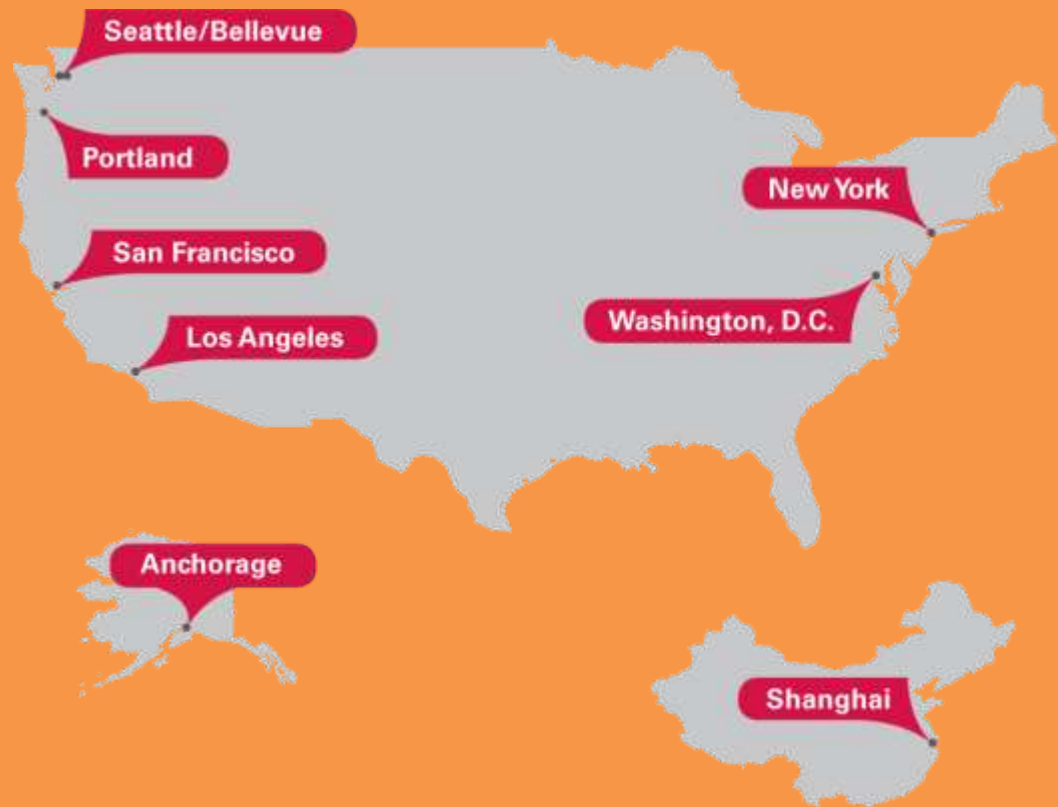 Seattle/Bellevue
Portland
New York
San Francisco
Washington, D.C.
Los Angeles
Anchorage
Shanghai